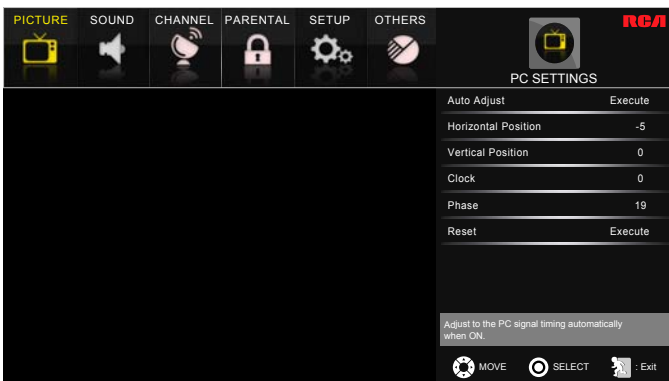 PICTURE SOUND CHANNEL PARENTAL SETUP OTHERS
RCA
PC SETTINGS
Auto Adjust Execute
Horizontal Position -5
Vertical Position 0
Clock 0
Phase 19
Reset Execute
Adjust to the PC signal timing automatically
when ON.
MOVE SELECT : Exit